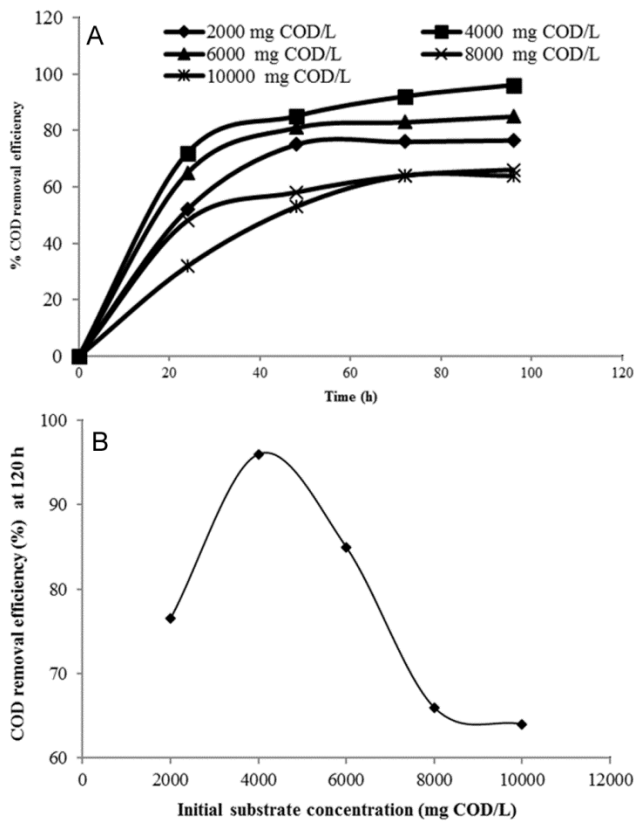 A
2000 mg COD/L
4000 mg COD/L
6000 mg COD/L
8000 mg COD/L
10000 mg COD/L
120
100
80
60
40
20
0
% COD removal efficiency
0 20 40 60 80 100 120
Time (h)
B
100
90
80
70
60
COD removal efficiency (%) at 120 h
0 2000 4000 6000 8000 10000 12000
Initial substrate concentration (mg COD/L)